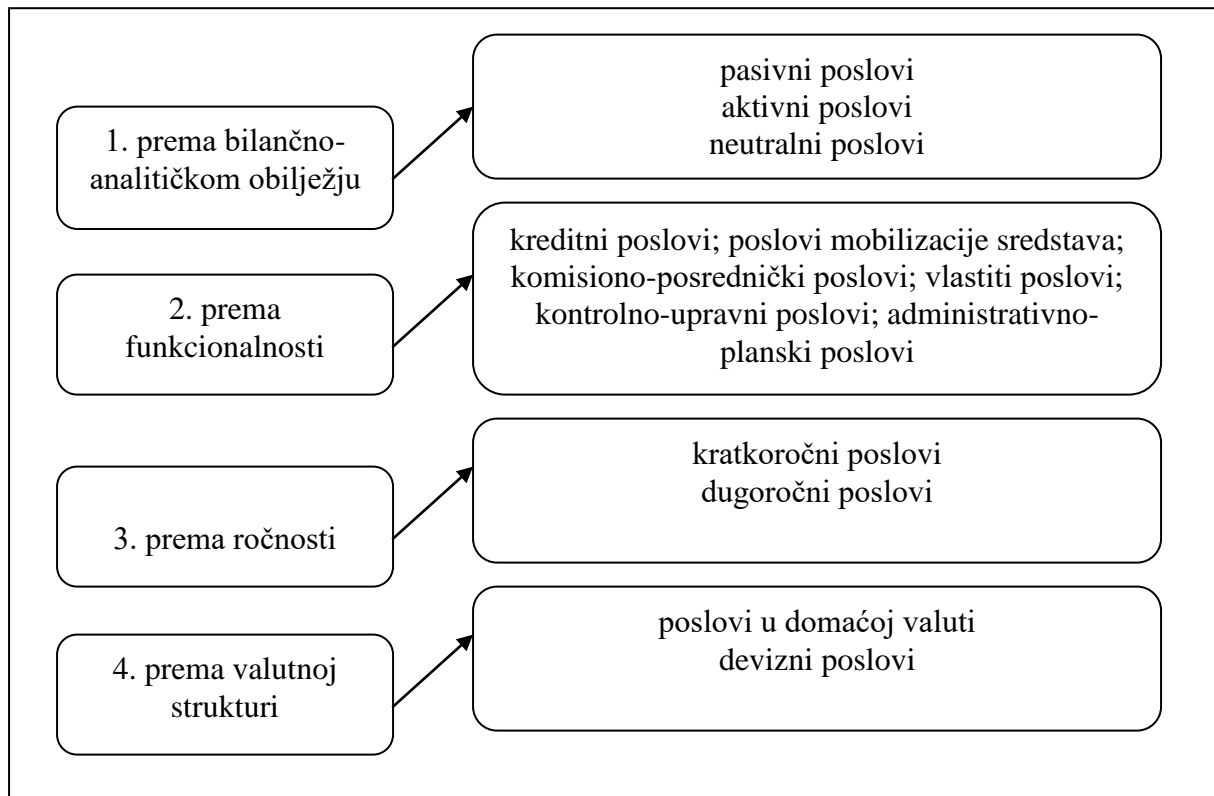 1. prema bilančno-
analitičkom obilježju
pasivni poslovi
aktivni poslovi
neutralni poslovi
2. prema
funkcionalnosti
kreditni poslovi; poslovi mobilizacije sredstava;
komisiono-posrednički poslovi; vlastiti poslovi;
kontrolno-upravni poslovi; administrativno-
planski poslovi
3. prema ročnosti
kratkoročni poslovi
dugoročni poslovi
4. prema valutnoj
strukturi
poslovi u domaćoj valuti
devizni poslovi